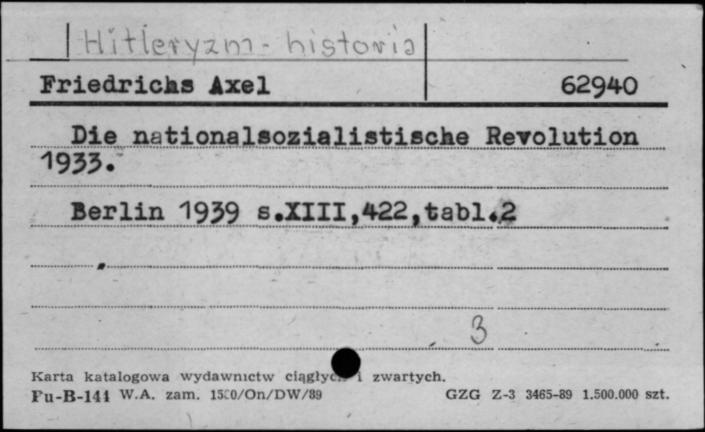 Hitleryzm - historia
Friedrichs Axel 62940
Die nationalsozialistische Revolution
1933.
Berlin 1939 s.XIII,422,tabl.2
3
Karta katalogowa wydawnictw ciągłych i zwartych.
Pu-B-141 W.A. zam. 1500/On/DW/89 GZG Z-3 3465-89 1.500.000 szt.